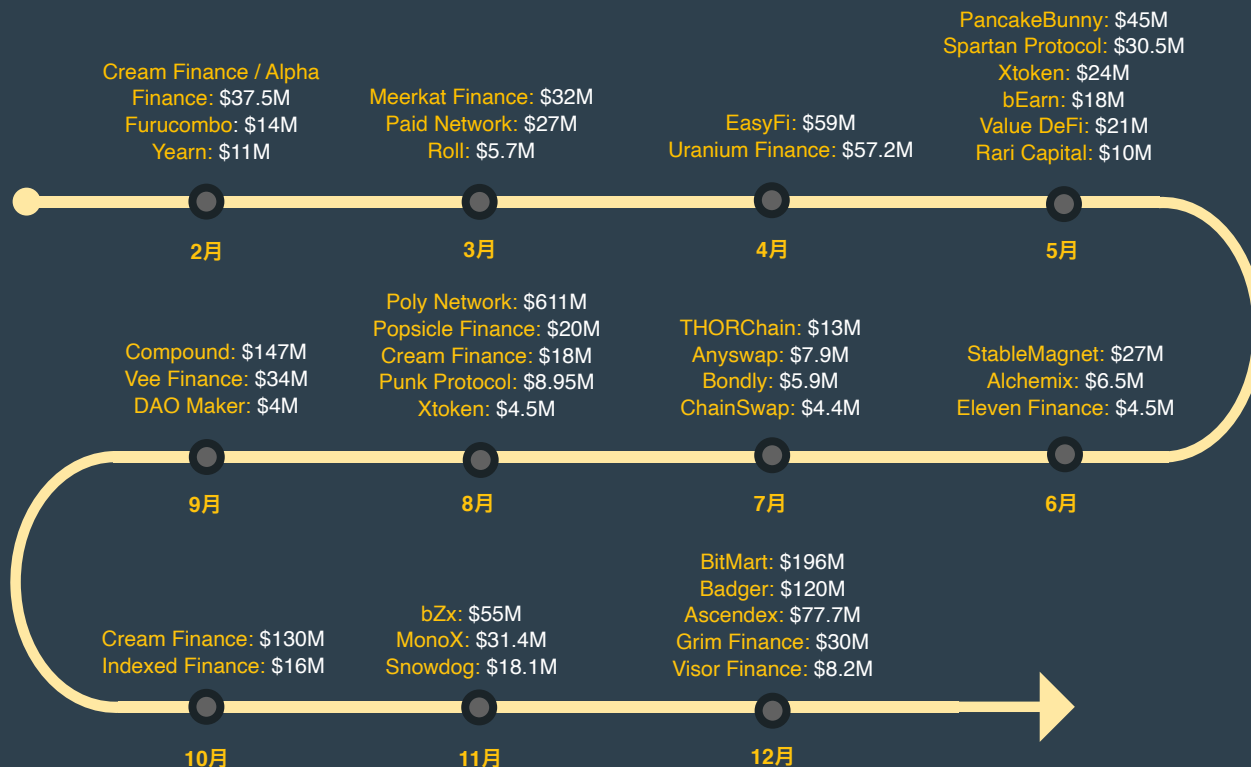 Cream Finance / Alpha
Finance: $37.5M
Furucombo: $14M
Yearn: $11M
2月
Meerkat Finance: $32M
Paid Network: $27M
Roll: $5.7M
3月
EasyFi: $59M
Uranium Finance: $57.2M
4月
PancakeBunny: $45M
Spartan Protocol: $30.5M
Xtoken: $24M
bEarn: $18M
Value DeFi: $21M
Rari Capital: $10M
5月
StableMagnet: $27M
Alchemix: $6.5M
Eleven Finance: $4.5M
6月
THORChain: $13M
Anyswap: $7.9M
Bondly: $5.9M
ChainSwap: $4.4M
7月
Poly Network: $611M
Popsicle Finance: $20M
Cream Finance: $18M
Punk Protocol: $8.95M
Xtoken: $4.5M
8月
Compound: $147M
Vee Finance: $34M
DAO Maker: $4M
9月
Cream Finance: $130M
Indexed Finance: $16M
10月
bZx: $55M
MonoX: $31.4M
Snowdog: $18.1M
11月
BitMart: $196M
Badger: $120M
Ascendex: $77.7M
Grim Finance: $30M
Visor Finance: $8.2M
12月